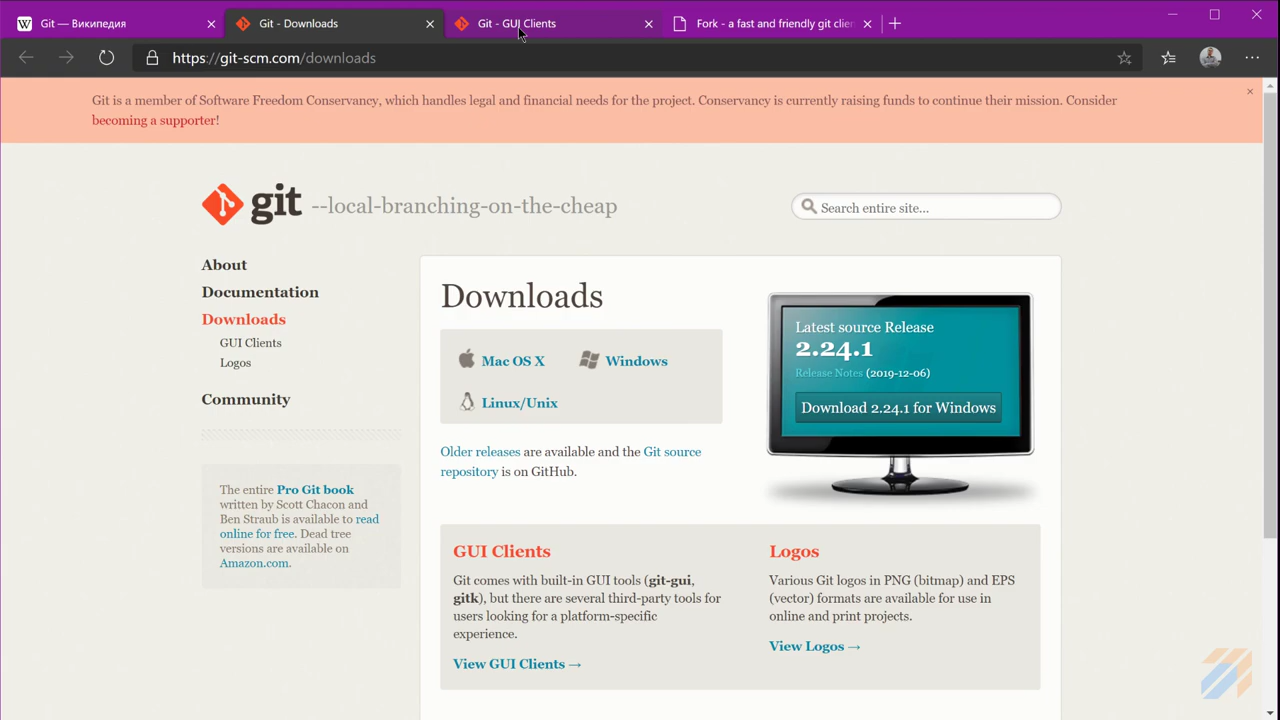 Git — Википедия
Git - Downloads
Git - GUI Clients
Fork - a fast and friendly git clien
https://git-scm.com/downloads
Git is a member of Software Freedom Conservancy, which handles legal and financial needs for the project. Conservancy is currently raising funds to continue their mission. Consider
becoming a supporter!
git --local-branching-on-the-cheap
Search entire site...
About
Documentation
Downloads
GUI Clients
Logos
Community
The entire Pro Git book
written by Scott Chacon and
Ben Straub is available to read
online for free. Dead tree
versions are available on
Amazon.com.
Downloads
Mac OS X
Windows
Linux/Unix
Older releases are available and the Git source
repository is on GitHub.
Latest source Release
2.24.1
Release Notes (2019-12-06)
Download 2.24.1 for Windows
GUI Clients
Git comes with built-in GUI tools (git-gui,
gitk), but there are several third-party tools for
users looking for a platform-specific
experience.
View GUI Clients →
Logos
Various Git logos in PNG (bitmap) and EPS
(vector) formats are available for use in
online and print projects.
View Logos →